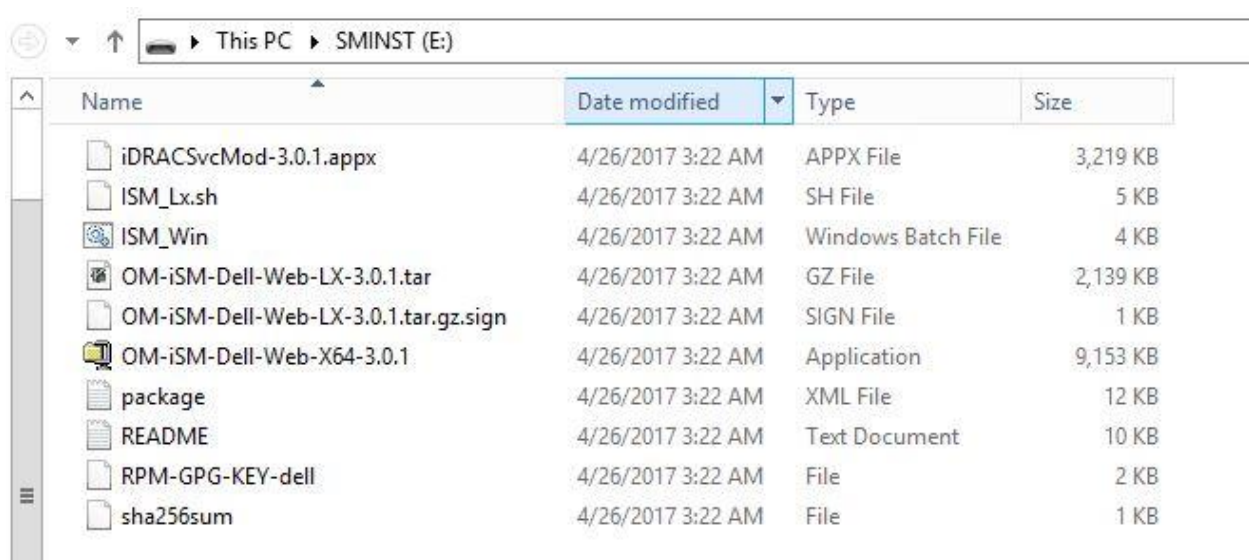 This PC SMINST (E:)
Name Date modified Type Size
iDRACSvcMod-3.0.1.appx 4/26/2017 3:22 AM APPX File 3,219 KB
ISM_Lx.sh 4/26/2017 3:22 AM SH File 5 KB
ISM_Win 4/26/2017 3:22 AM Windows Batch File 4 KB
OM-iSM-Dell-Web-LX-3.0.1.tar 4/26/2017 3:22 AM GZ File 2,139 KB
OM-iSM-Dell-Web-LX-3.0.1.tar.gz.sign 4/26/2017 3:22 AM SIGN File 1 KB
OM-iSM-Dell-Web-X64-3.0.1 4/26/2017 3:22 AM Application 9,153 KB
package 4/26/2017 3:22 AM XML File 12 KB
README 4/26/2017 3:22 AM Text Document 10 KB
RPM-GPG-KEY-dell 4/26/2017 3:22 AM File 2 KB
sha256sum 4/26/2017 3:22 AM File 1 KB